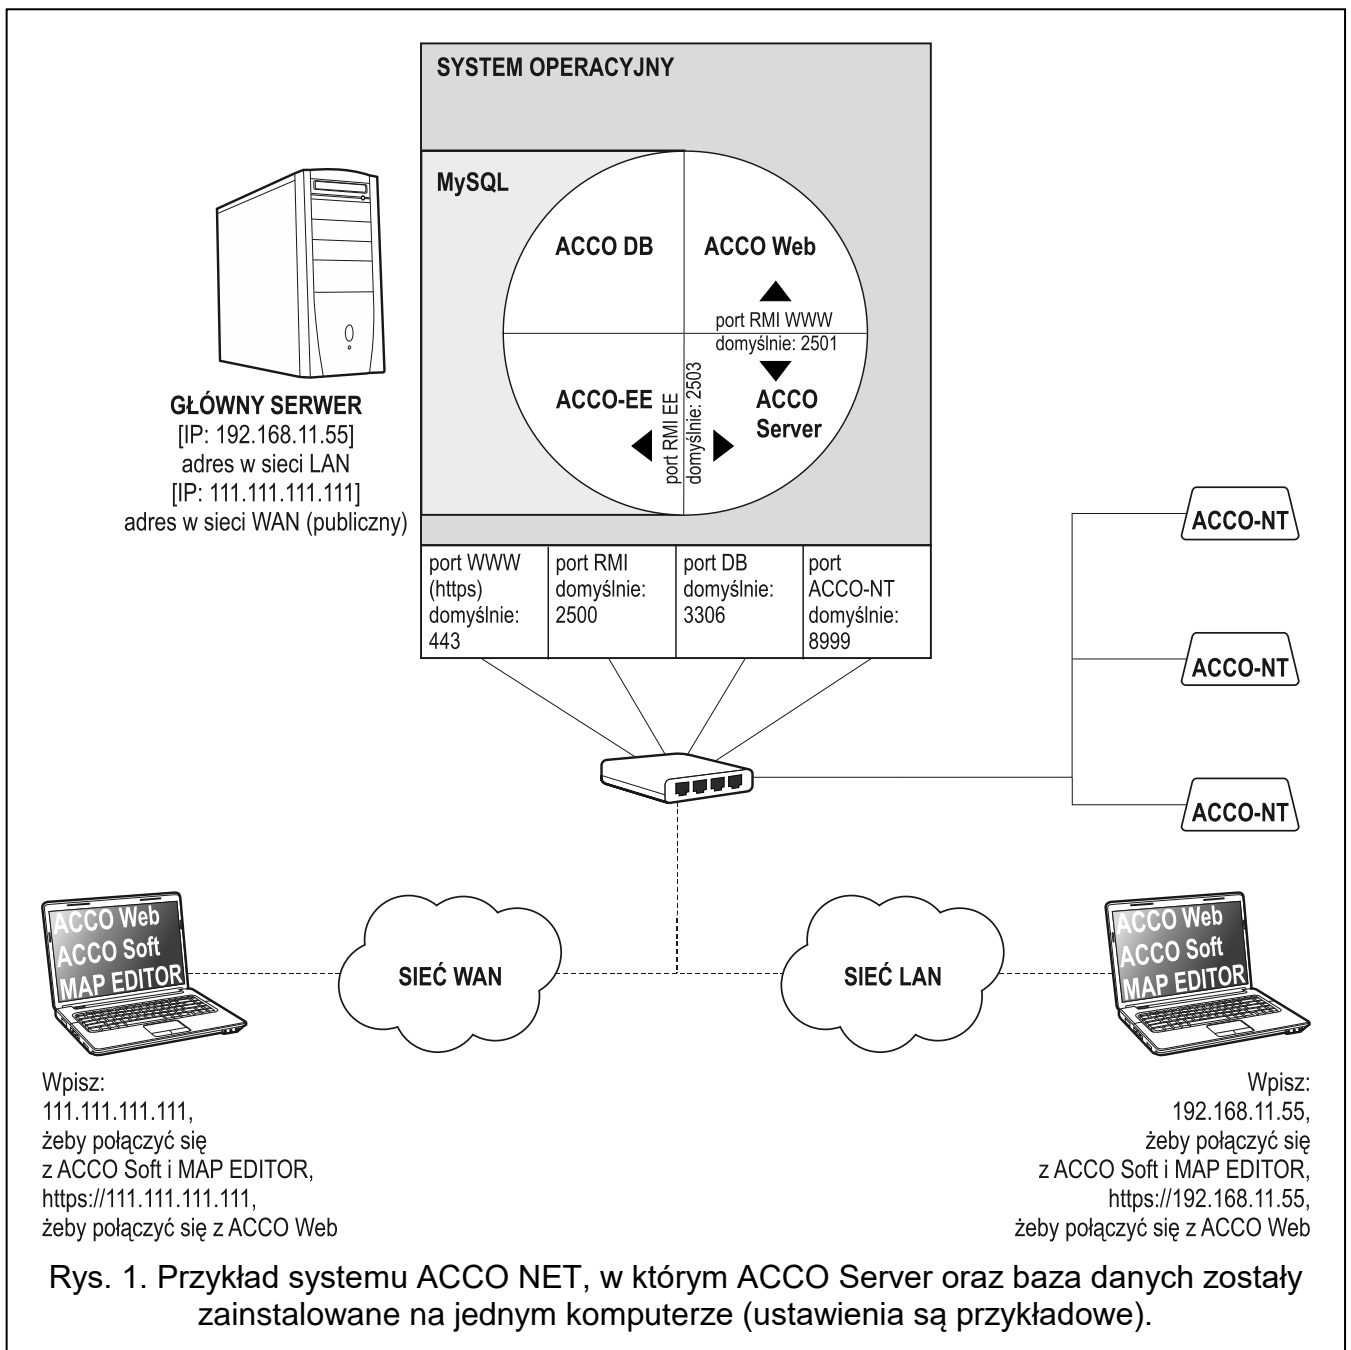 SYSTEM OPERACYJNY
MySQL
ACCO DB
ACCO Web
port RMI WWW
domyślnie: 2501
ACCO-EE
port RMI EE
domyślnie: 2503
ACCO
Server
GŁÓWNY SERWER
[IP: 192.168.11.55]
adres w sieci LAN
[IP: 111.111.111.111]
adres w sieci WAN (publiczny)
port WWW
(https)
domyślnie:
443
port RMI
domyślnie:
2500
port DB
domyślnie:
3306
port
ACCO-NT
domyślnie:
8999
ACCO-NT
ACCO-NT
ACCO-NT
ACCO Web
ACCO Soft
MAP EDITOR
SIEĆ WAN
SIEĆ LAN
ACCO Web
ACCO Soft
MAP EDITOR
Wpisz:
111.111.111.111,
żeby połączyć się
z ACCO Soft i MAP EDITOR,
https://111.111.111.111,
żeby połączyć się z ACCO Web
Wpisz:
192.168.11.55,
żeby połączyć się
z ACCO Soft i MAP EDITOR,
https://192.168.11.55,
żeby połączyć się z ACCO Web
Rys. 1. Przykład systemu ACCO NET, w którym ACCO Server oraz baza danych zostały
zainstalowane na jednym komputerze (ustawienia są przykładowe).